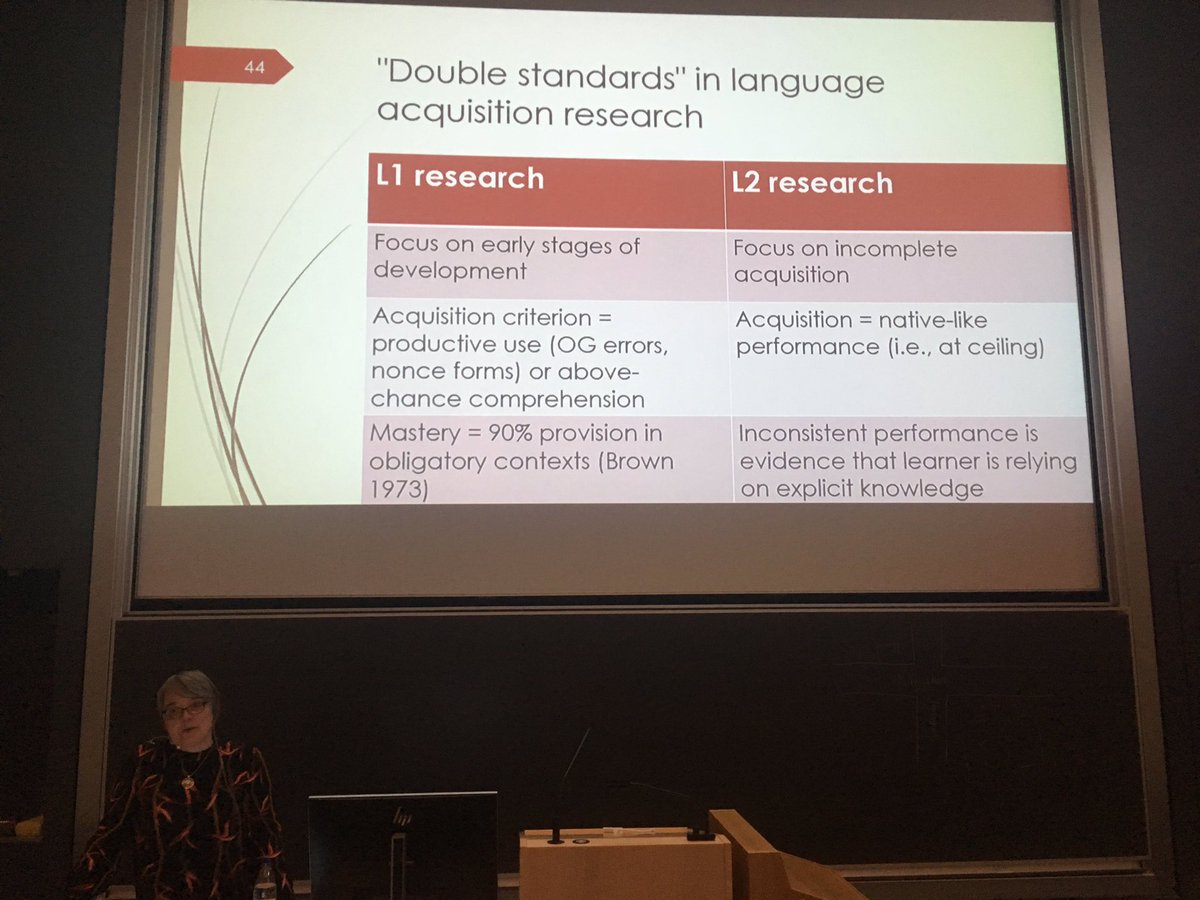 44
"Double standards" in language
acquisition research
L1 research
L2 research
Focus on early stages of
development
Focus on incomplete
acquisition
Acquisition criterion =
productive use (OG errors,
nonce forms) or above-
chance comprehension
Acquisition = native-like
performance (i.e., at ceiling)
Mastery = 90% provision in
obligatory contexts (Brown
1973)
Inconsistent performance is
evidence that learner is relying
on explicit knowledge
hp